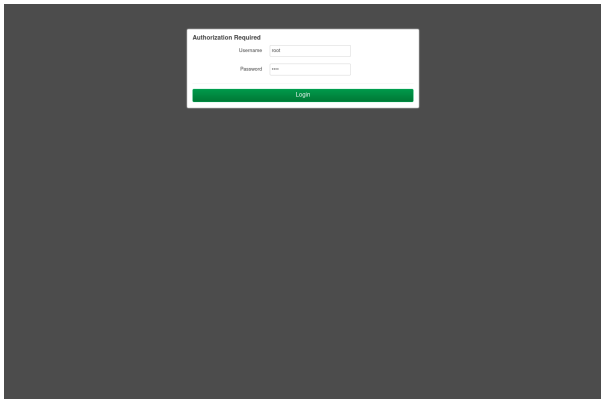 Authorization Required
Username root
Password ••••
Login